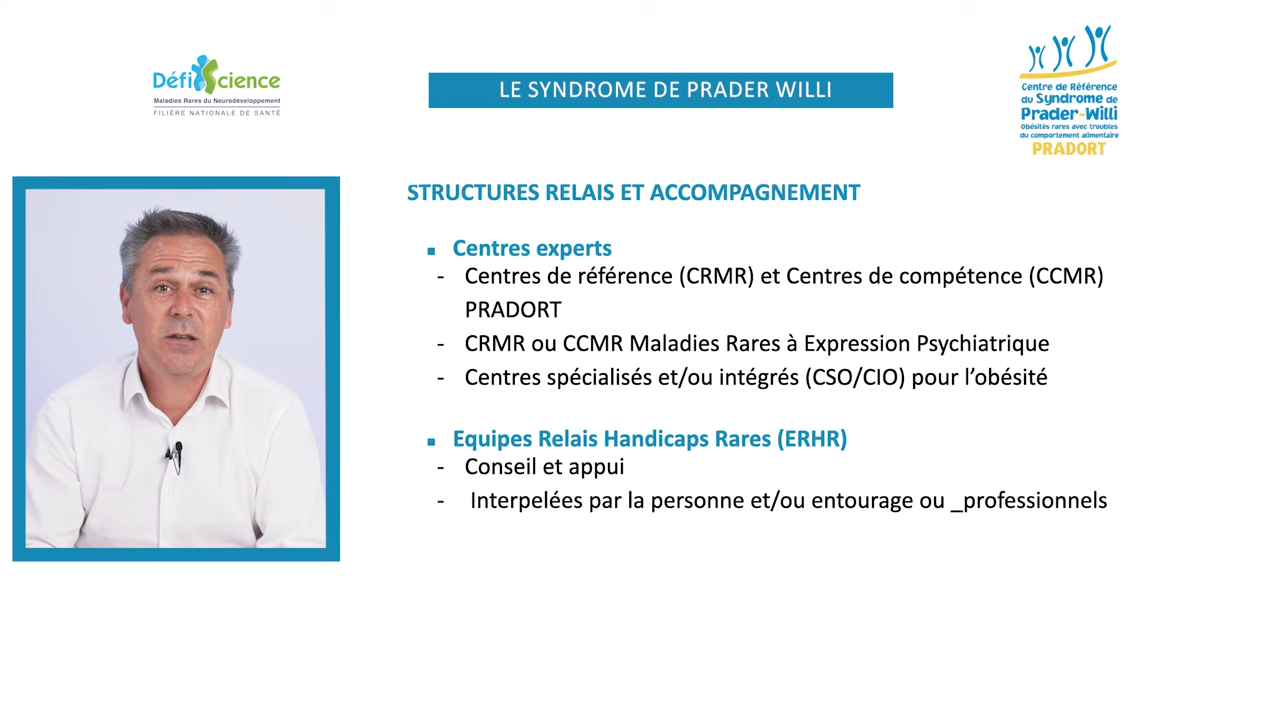 DéfiScience
Maladies Rares du Neurodéveloppement
FILIÈRE NATIONALE DE SANTÉ
LE SYNDROME DE PRADER WILLI
Centre de Référence
du Syndrome de
Prader-Willi
Obésités rares avec troubles
du comportement alimentaire
PRADORT
STRUCTURES RELAIS ET ACCOMPAGNEMENT
▪ Centres experts
- Centres de référence (CRMR) et Centres de compétence (CCMR)
PRADORT
- CRMR ou CCMR Maladies Rares à Expression Psychiatrique
- Centres spécialisés et/ou intégrés (CSO/CIO) pour l’obésité
▪ Equipes Relais Handicaps Rares (ERHR)
- Conseil et appui
- Interpelées par la personne et/ou entourage ou _professionnels